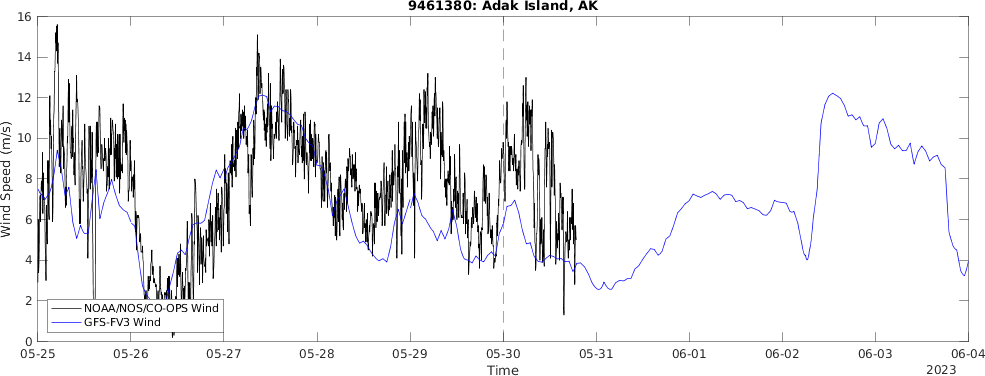 9461380: Adak Island, AK
Wind Speed (m/s)
16
14
12
10
8
6
4
2
0
NOAA/NOS/CO-OPS Wind
GFS-FV3 Wind
05-25 05-26 05-27 05-28 05-29 05-30 05-31 06-01 06-02 06-03 06-04
Time
2023